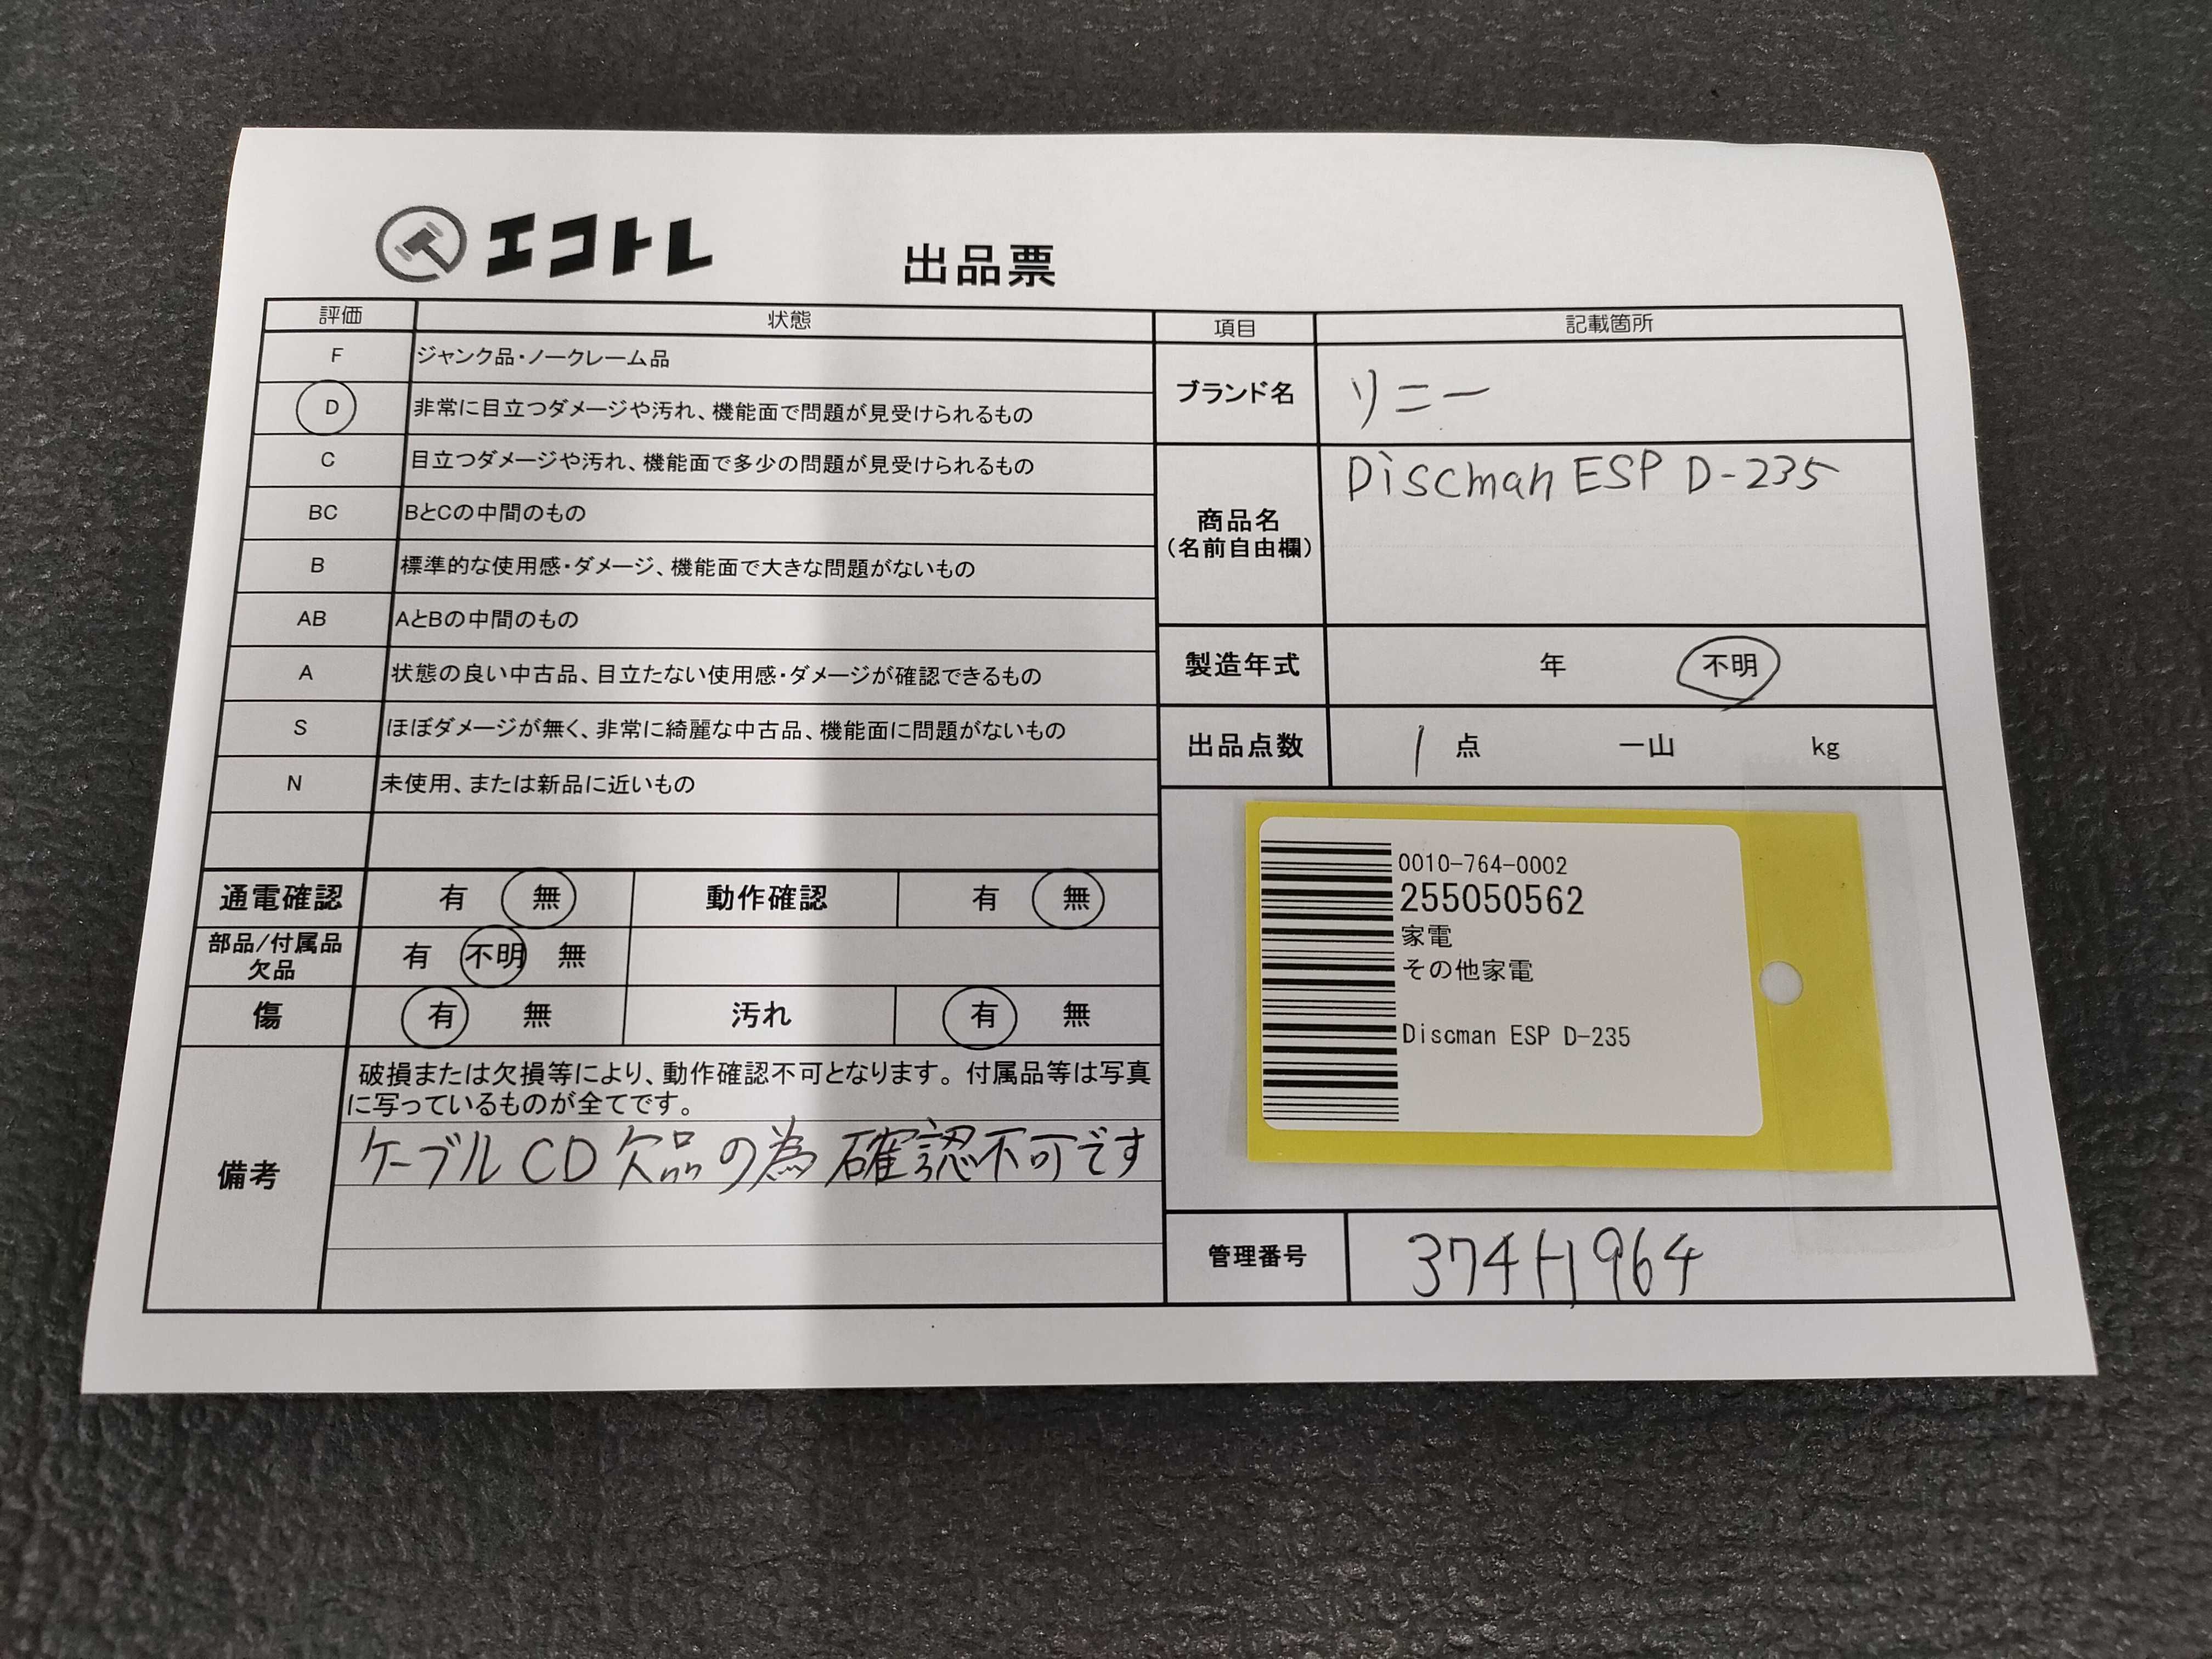 エコトレ
出品票
評価 状態
F ジャンク品・ノークレーム品
D 非常に目立つダメージや汚れ、機能面で問題が見受けられるもの
C 目立つダメージや汚れ、機能面で多少の問題が見受けられるもの
BC BとCの中間のもの
B 標準的な使用感・ダメージ、機能面で大きな問題がないもの
AB AとBの中間のもの
A 状態の良い中古品、目立たない使用感・ダメージが確認できるもの
S ほぼダメージが無く、非常に綺麗な中古品、機能面に問題がないもの
N 未使用、または新品に近いもの
通電確認 有 無 動作確認 有 無
部品/付属品
欠品
有 不明 無
傷 有 無 汚れ 有 無
備考
破損または欠損等により、動作確認不可となります。付属品等は写真
に写っているものが全てです。
ケーブル CD 欠品の為 確認不可です
項目 記載箇所
ブランド名 ソニー
商品名
(名前自由欄)
Discman ESP D-235
製造年式 年 不明
出品点数 1 点 一山 kg
0010-764-0002
255050562
家電
その他家電
Discman ESP D-235
管理番号 374H964